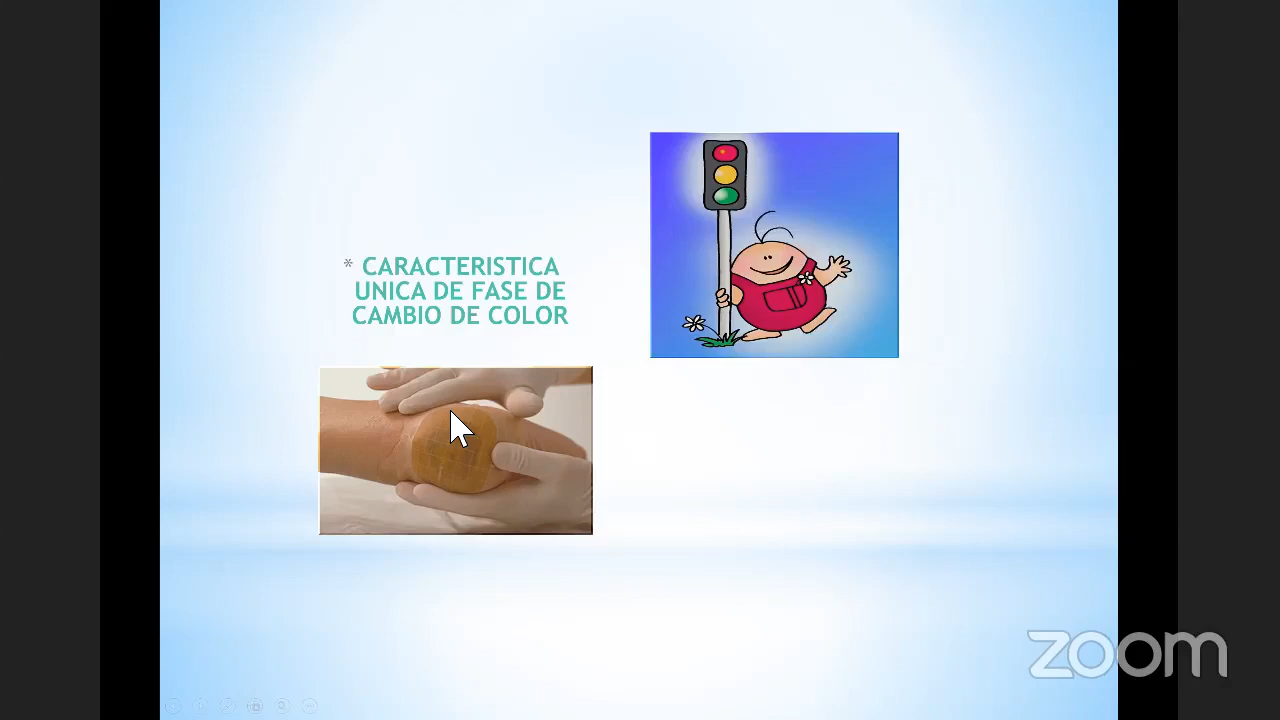 * CARACTERISTICA
UNICA DE FASE DE
CAMBIO DE COLOR
zoom